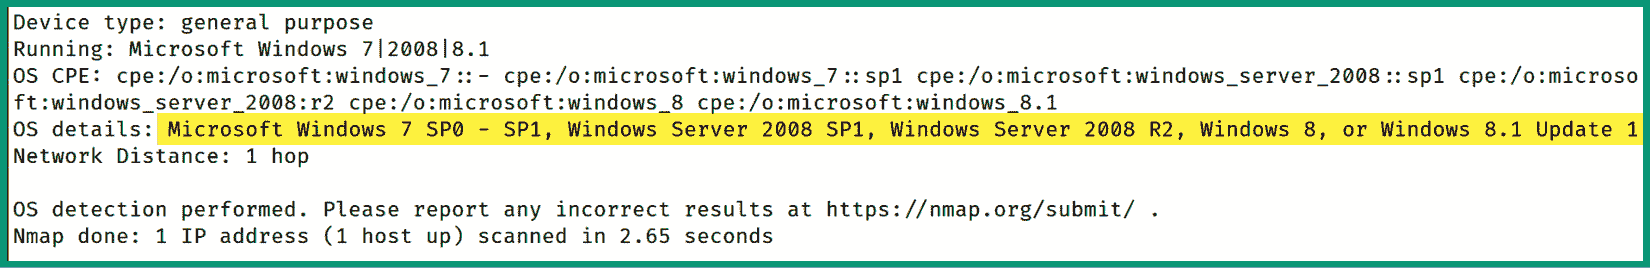 Device type: general purpose
Running: Microsoft Windows 7|2008|8.1
OS CPE: cpe:/o:microsoft:windows_7::- cpe:/o:microsoft:windows_7::sp1 cpe:/o:microsoft:windows_server_2008::sp1 cpe:/o:microso
ft:windows_server_2008:r2 cpe:/o:microsoft:windows_8 cpe:/o:microsoft:windows_8.1
OS details: Microsoft Windows 7 SP0 - SP1, Windows Server 2008 SP1, Windows Server 2008 R2, Windows 8, or Windows 8.1 Update 1
Network Distance: 1 hop
OS detection performed. Please report any incorrect results at https://nmap.org/submit/ .
Nmap done: 1 IP address (1 host up) scanned in 2.65 seconds